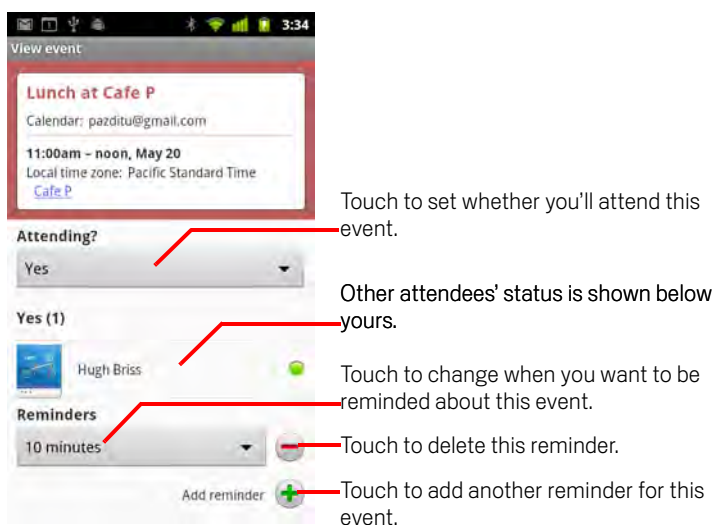 3:34
View event
Lunch at Cafe P
Calendar: pazditu@gmail.com
11:00am – noon, May 20
Local time zone: Pacific Standard Time
Cafe P
Attending?
Yes
Yes (1)
Hugh Briss
Reminders
10 minutes
Add reminder
Touch to set whether you'll attend this
event.
Other attendees' status is shown below
yours.
Touch to change when you want to be
reminded about this event.
Touch to delete this reminder.
Touch to add another reminder for this
event.